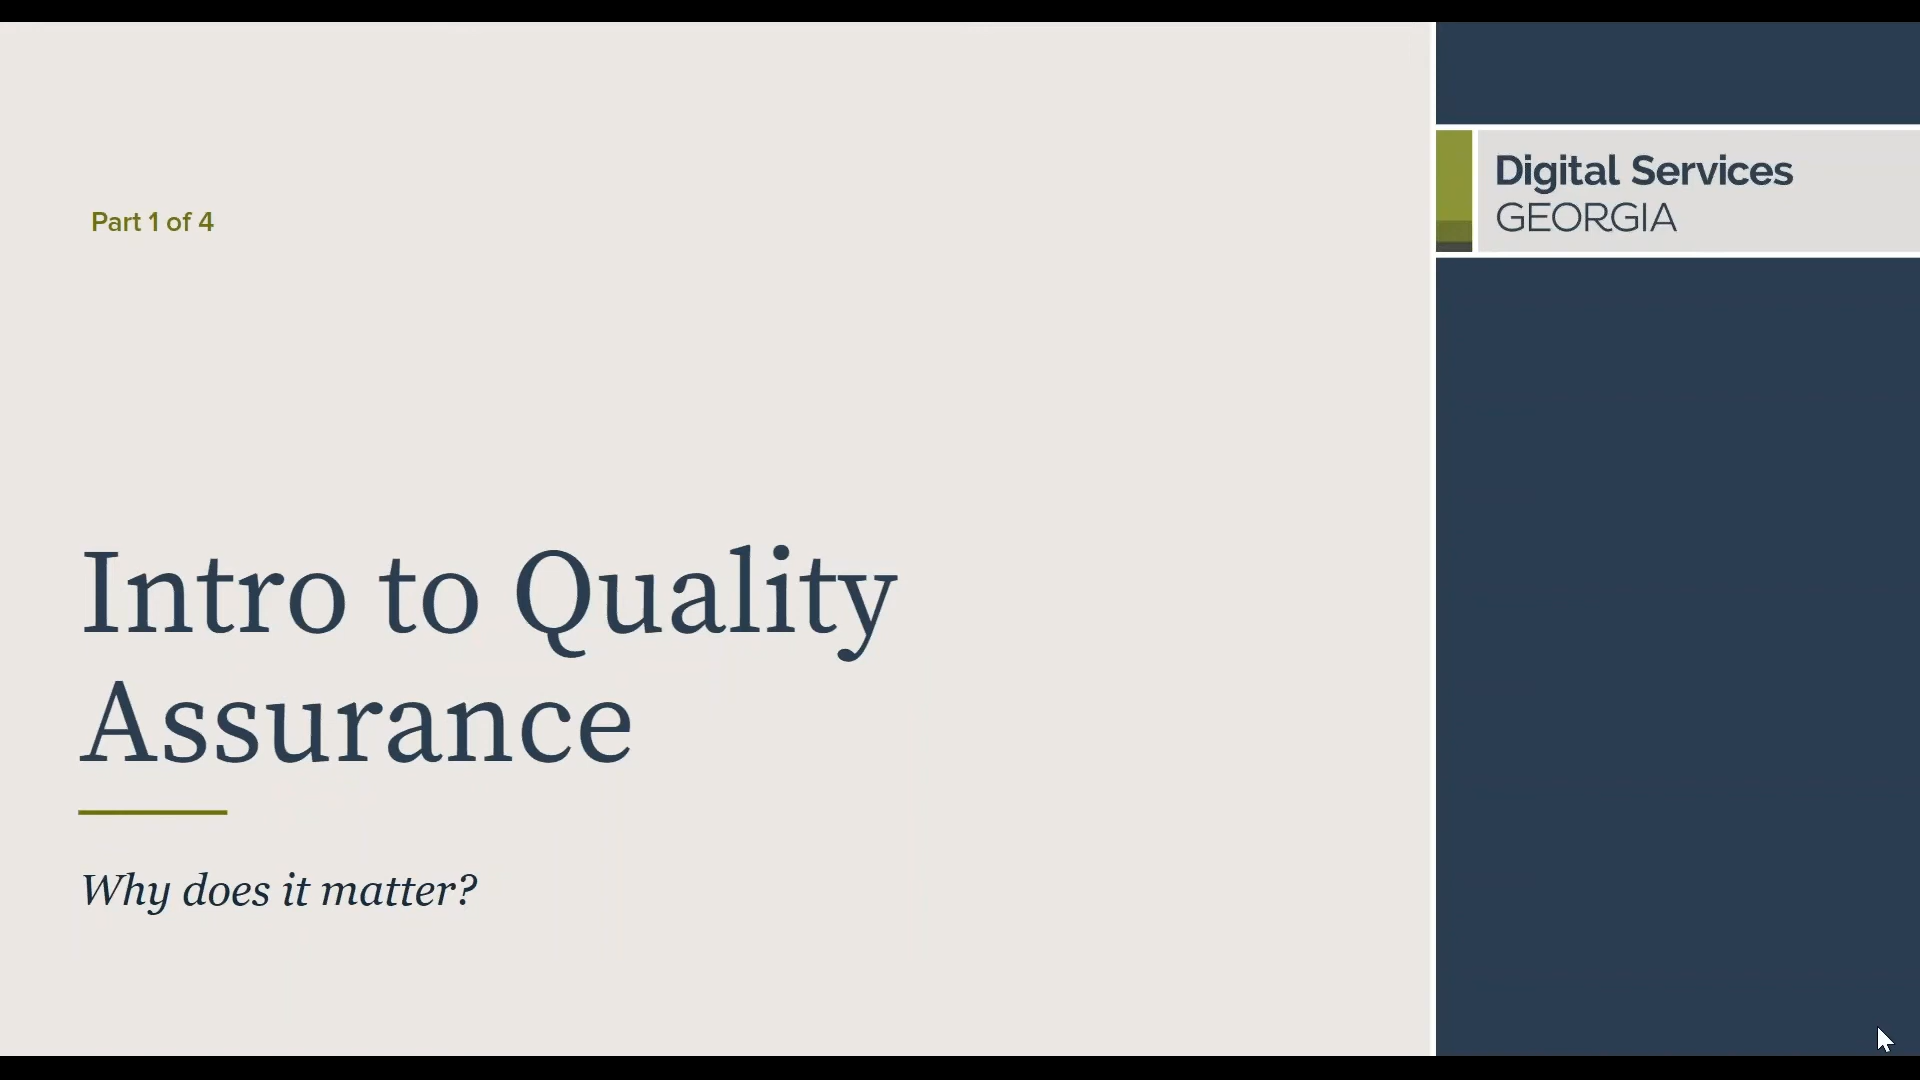 Part 1 of 4
Digital Services
GEORGIA
Intro to Quality
Assurance
Why does it matter?